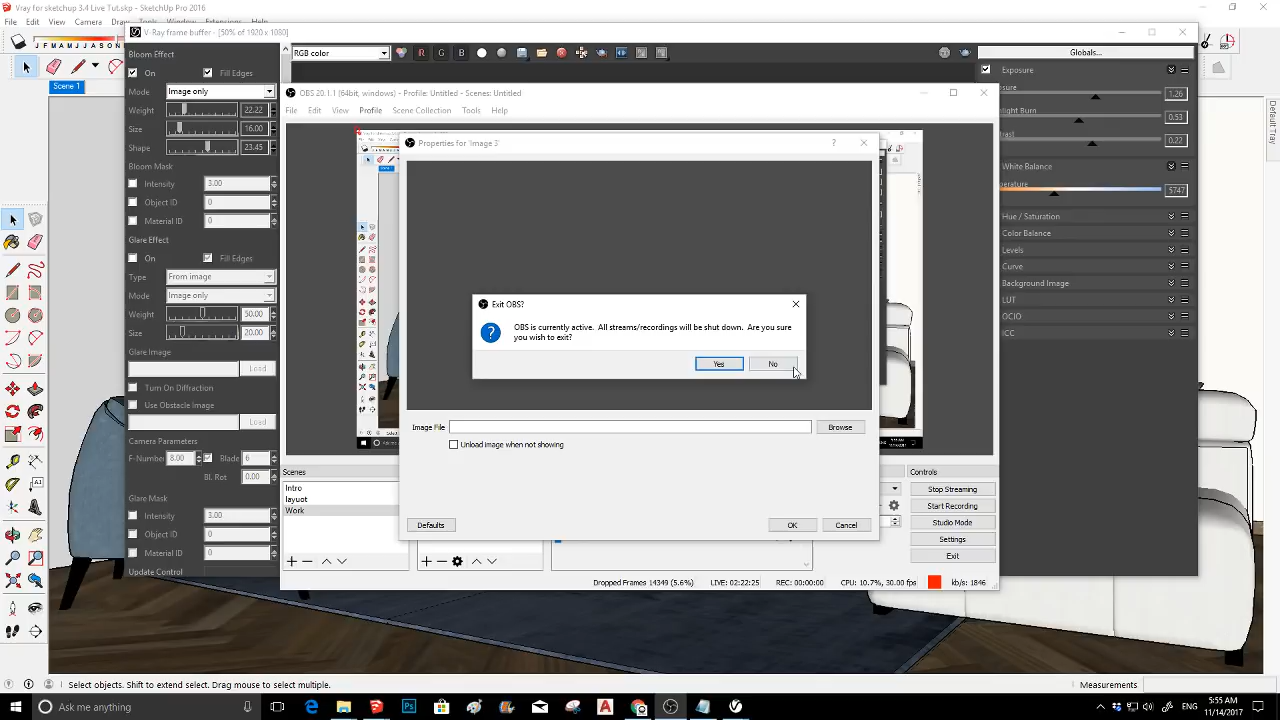 Vray for sketchup 3.4 Live Tut.skp - SketchUp Pro 2016
File Edit View Camera Draw Tools Window Extensions Help
V-Ray frame buffer - [50% of 1920 x 1080]
J F M A M J J A S O N
Scene 1
RGB color
R G B
Globals...
Bloom Effect
On
Fill Edges
Mode
Image only
Weight
22.22
Size
16.00
Shape
23.45
Bloom Mask
Intensity
3.00
Object ID
0
Material ID
0
Glare Effect
On
Fill Edges
Type
From image
Mode
Image only
Weight
50.00
Size
20.00
Glare Image
Load
Turn On Diffraction
Use Obstacle Image
Load
Camera Parameters
F-Number
8.00
Blade
6
Bl. Rot
0.00
Glare Mask
Intensity
3.00
Object ID
0
Material ID
0
Update Control
OBS 20.1.1 (64bit, windows) - Profile: Untitled - Scenes: Untitled
File Edit View Profile Scene Collection Tools Help
Properties for 'Image 3'
?
Exit OBS?
OBS is currently active. All streams/recordings will be shut down. Are you
sure you wish to exit?
Yes
No
Image File
Browse
Unload image when not showing
Defaults
OK
Cancel
Scenes
Intro
layuot
Work
Controls
Stop Streaming
Start Recording
Studio Mode
Settings
Exit
Dropped Frames 14349 (5.6%)
LIVE: 02:22:25
REC: 00:00:00
CPU: 10.7%, 30.00 fps
kb/s: 1846
Exposure
1.26
0.53
0.22
White Balance
5747
Hue / Saturation
Color Balance
Levels
Curve
Background Image
LUT
OCIO
ICC
Default Tray
Select objects. Shift to extend select. Drag mouse to select multiple.
Measurements
Ask me anything
5:55 AM
11/14/2017